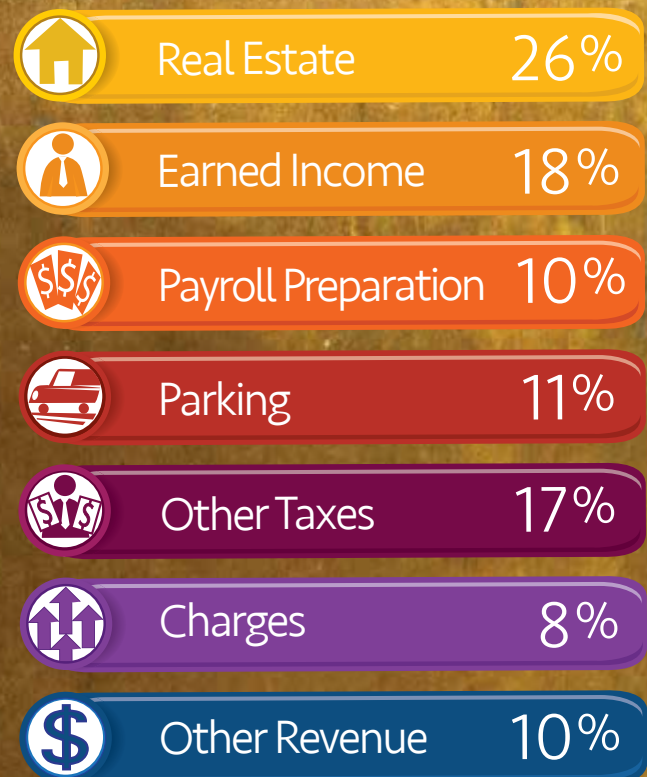 Real Estate 26%
Earned Income 18%
$ $ $ Payroll Preparation 10%
Parking 11%
$ $ Other Taxes 17%
Charges 8%
$ Other Revenue 10%